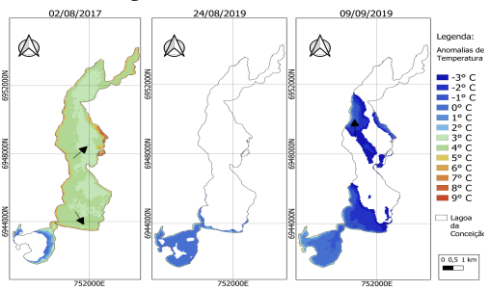 02/08/2017
24/08/2019
09/09/2019
Legenda:
Anomalias de
Temperatura
-3° C
-2° C
-1° C
0° C
1° C
2° C
3° C
4° C
5° C
6° C
7° C
8° C
9° C
Lagoa
da
Conceição
0 0,5 1 km
6952000N
6948000N
6944000N
752000E
6952000N
6948000N
6944000N
752000E
6952000N
6948000N
6944000N
752000E